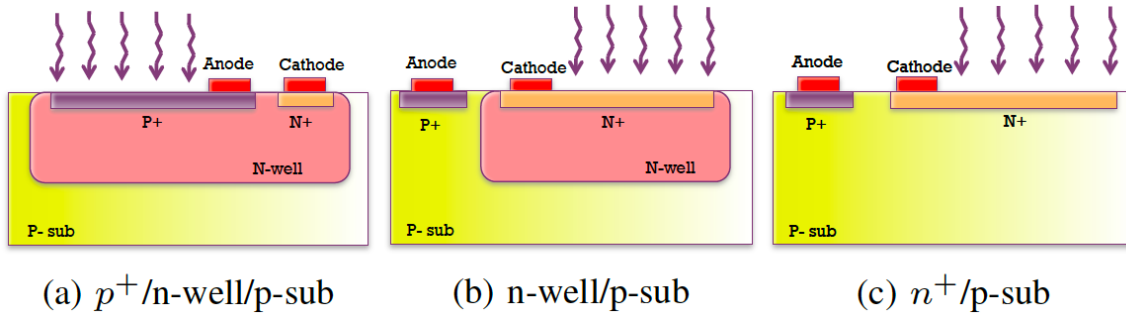 Anode Cathode
P+ N+
N-well
P- sub
(a) p⁺/n-well/p-sub
Anode Cathode
P+ N+
N-well
P- sub
(b) n-well/p-sub
Anode Cathode
P+ N+
P- sub
(c) n⁺/p-sub